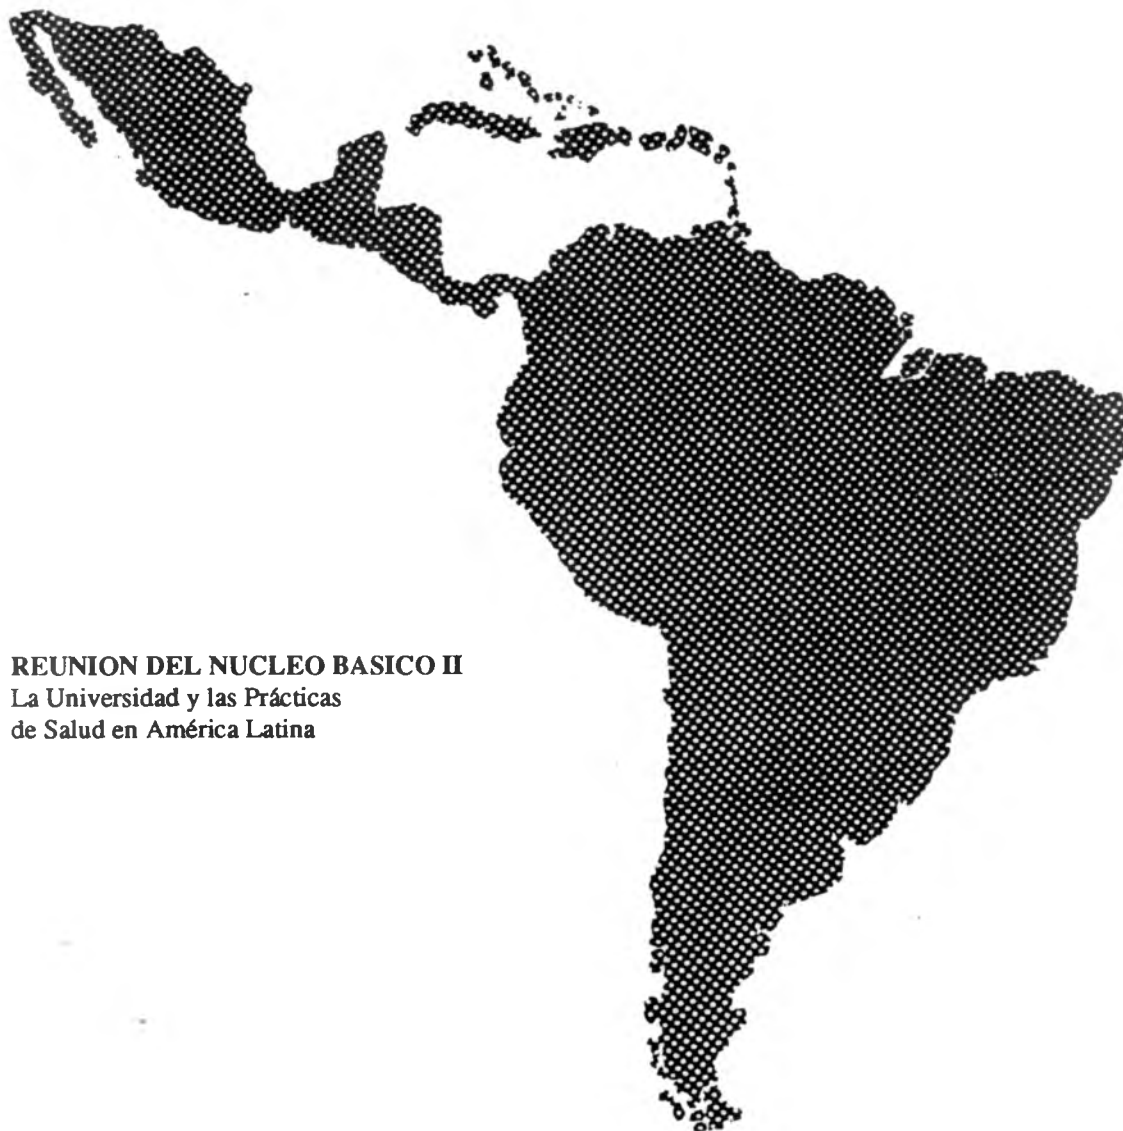 REUNION DEL NUCLEO BASICO II
La Universidad y las Prácticas
de Salud en América Latina